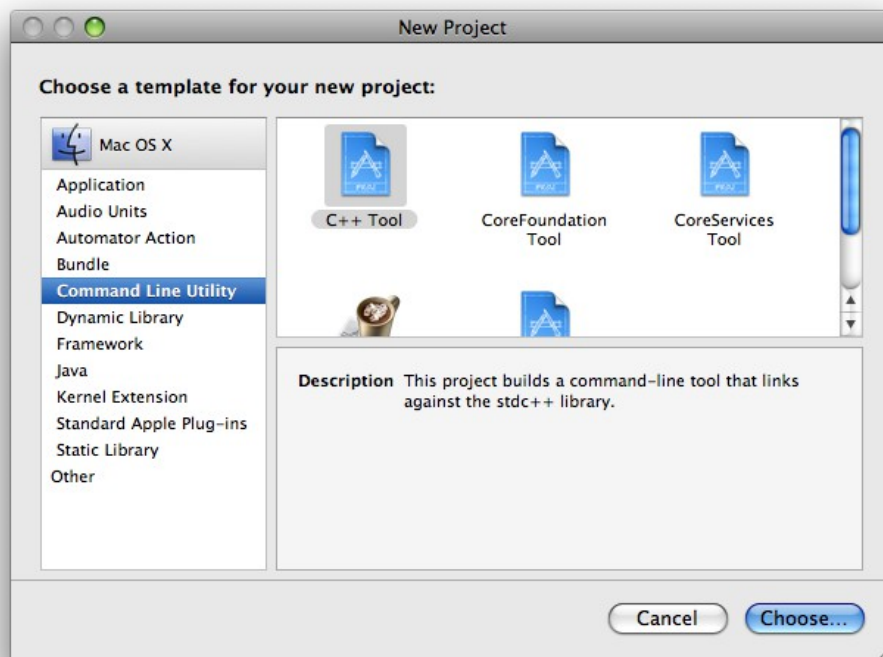 New Project
Choose a template for your new project:
Mac OS X
Application
Audio Units
Automator Action
Bundle
Command Line Utility
Dynamic Library
Framework
Java
Kernel Extension
Standard Apple Plug-ins
Static Library
Other
C++ Tool
CoreFoundation
Tool
CoreServices
Tool
Description This project builds a command-line tool that links
against the stdc++ library.
Cancel
Choose...